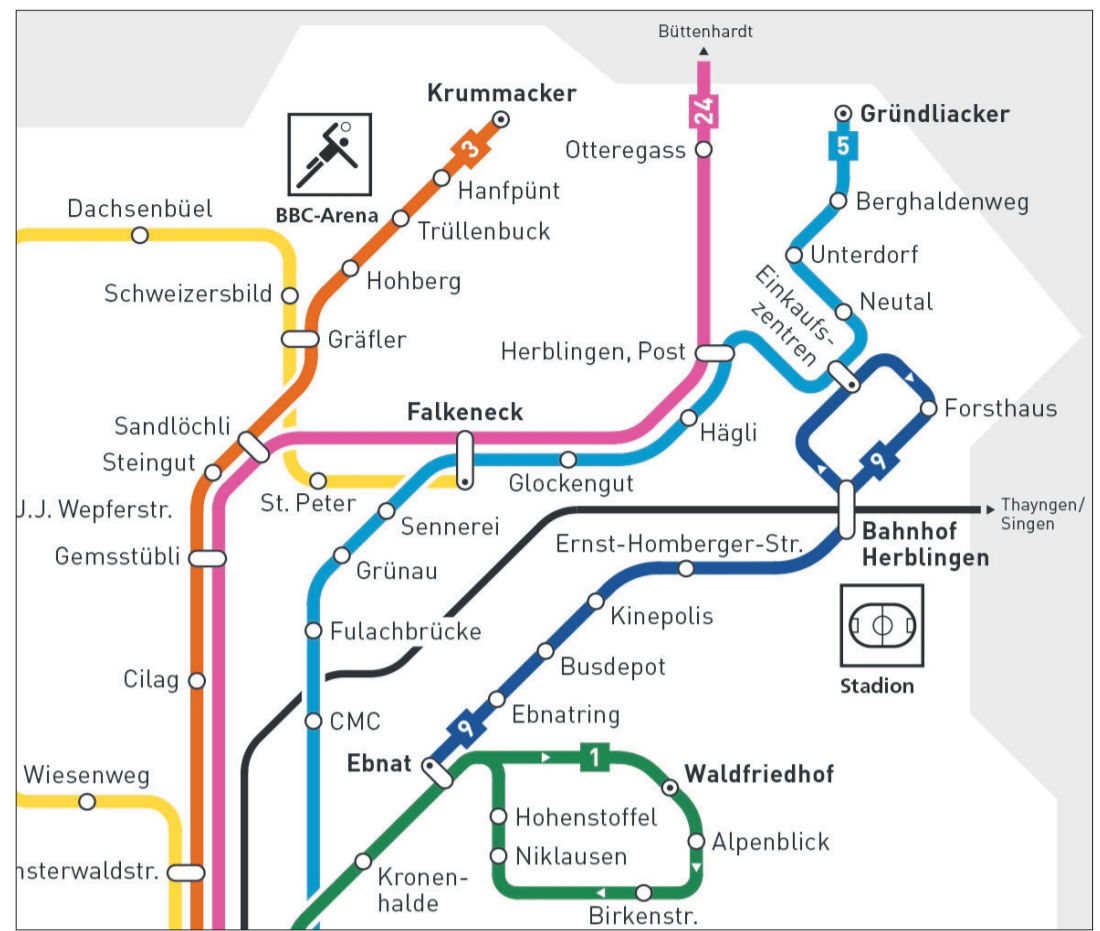 Büttenhardt
Krummacker
24
Gründliacker
3
5
Otteregass
Hanfpünt
BBC-Arena
Dachsenbüel
Trüllenbuck
Berghaldenweg
Unterdorf
Hohberg
Schweizersbild
Einkaufs-
zentren
Neutal
Gräfler
Herblingen, Post
Falkeneck
Forsthaus
Sandlöchli
Hägli
Steingut
9
St. Peter
Glockengut
J.J. Wepferstr.
Sennerei
Thayngen/
Singen
Bahnhof
Herblingen
Ernst-Homberger-Str.
Gemsstübli
Grünau
Kinepolis
Fulachbrücke
Busdepot
Cilag
Stadion
Ebnatring
CMC
9
Ebnat
1
Wiesenweg
Waldfriedhof
Hohenstoffel
Alpenblick
Niklausen
nsterwaldstr.
Kronen-
halde
Birkenstr.